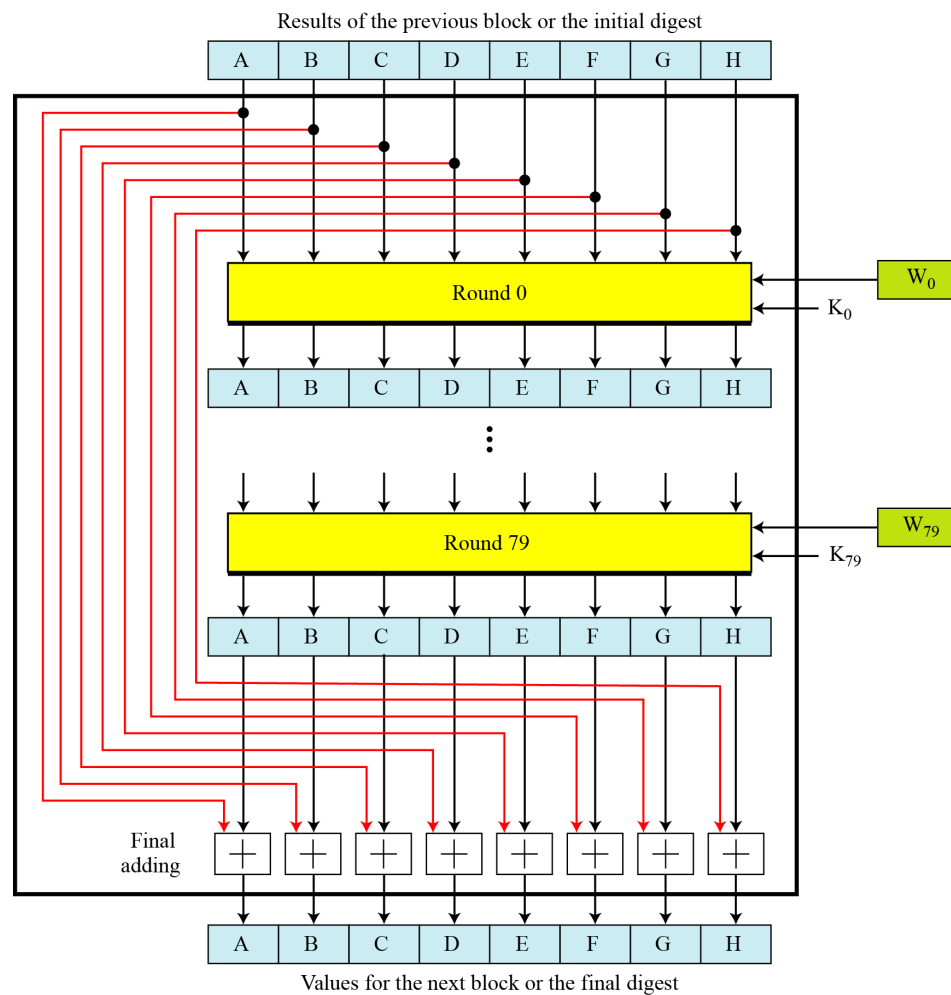 Results of the previous block or the initial digest
A B C D E F G H
Round 0
W0
K0
A B C D E F G H
Round 79
W79
K79
A B C D E F G H
Final
adding
A B C D E F G H
Values for the next block or the final digest